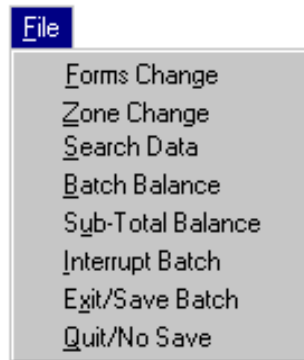 File
Forms Change
Zone Change
Search Data
Batch Balance
Sub-Total Balance
Interrupt Batch
Exit/Save Batch
Quit/No Save